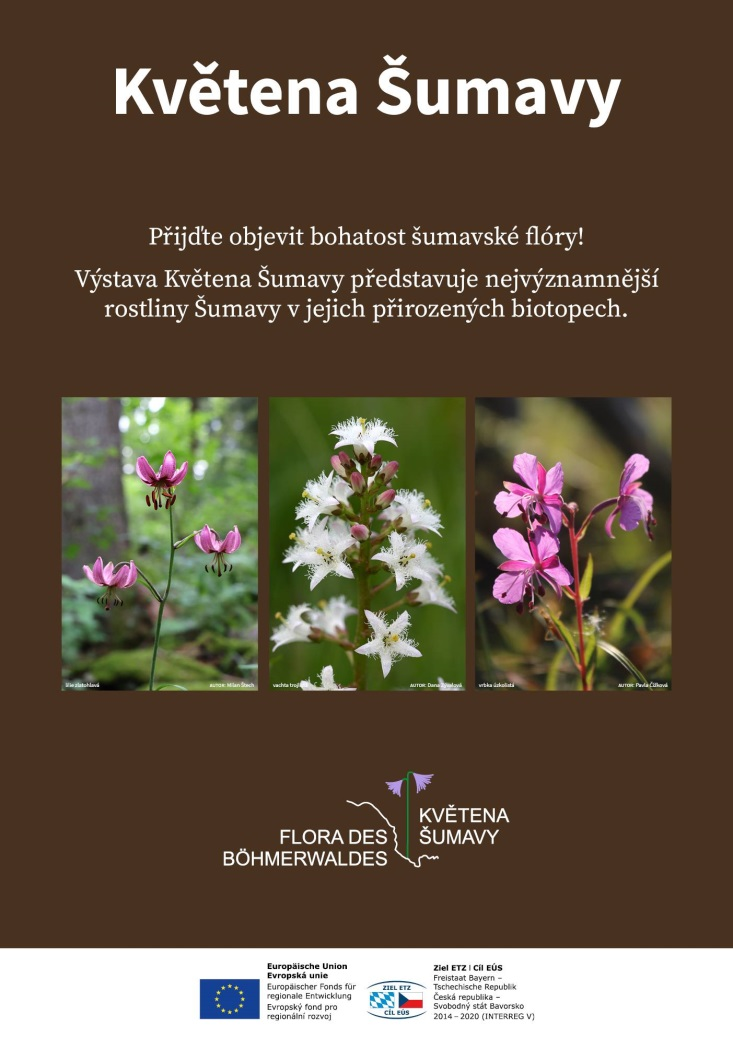 Květena Šumavy
Přijďte objevit bohatost šumavské flóry!
Výstava Květena Šumavy představuje nejvýznamnější
rostliny Šumavy v jejich přirozených biotopech.
lilie zlatohlavá
AUTOR: Milan Štech
vachta
AUTOR: Dana
vrbka úzkolistá
AUTOR: Pavla Čížková
FLORA DES
BÖHMERWALDES
KVĚTENA
ŠUMAVY
Europäische Union
Evropská unie
Europäischer Fonds für
regionale Entwicklung
Evropský fond pro
regionální rozvoj
ZIEL ETZ
CÍL EÚS
Ziel ETZ | Cíl EÚS
Freistaat Bayern –
Tschechische Republik
Česká republika –
Svobodný stát Bavorsko
2014 – 2020 (INTERREG V)